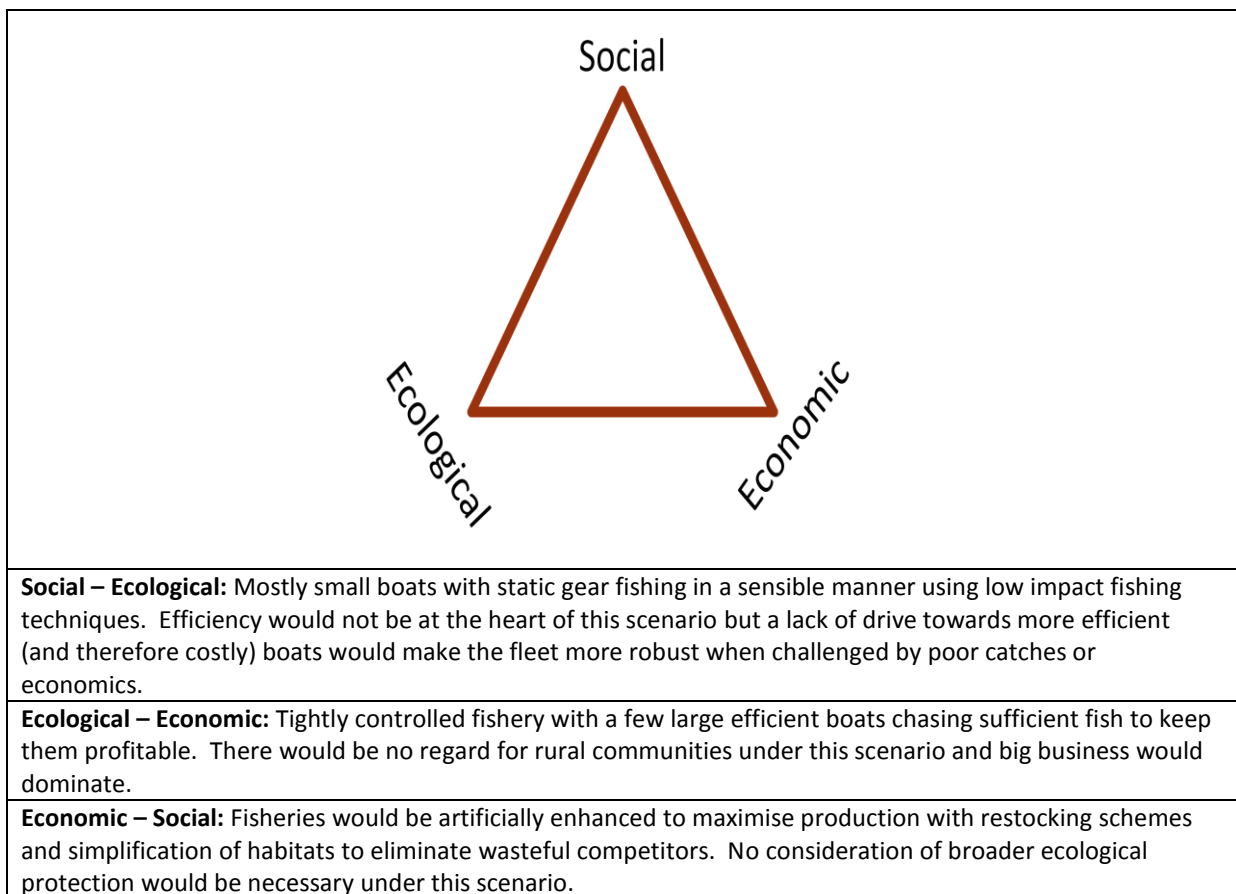 Social
Ecological
Economic
Social – Ecological: Mostly small boats with static gear fishing in a sensible manner using low impact fishing
techniques.  Efficiency would not be at the heart of this scenario but a lack of drive towards more efficient
(and therefore costly) boats would make the fleet more robust when challenged by poor catches or
economics.
Ecological – Economic: Tightly controlled fishery with a few large efficient boats chasing sufficient fish to keep
them profitable.  There would be no regard for rural communities under this scenario and big business would
dominate.
Economic – Social: Fisheries would be artificially enhanced to maximise production with restocking schemes
and simplification of habitats to eliminate wasteful competitors.  No consideration of broader ecological
protection would be necessary under this scenario.